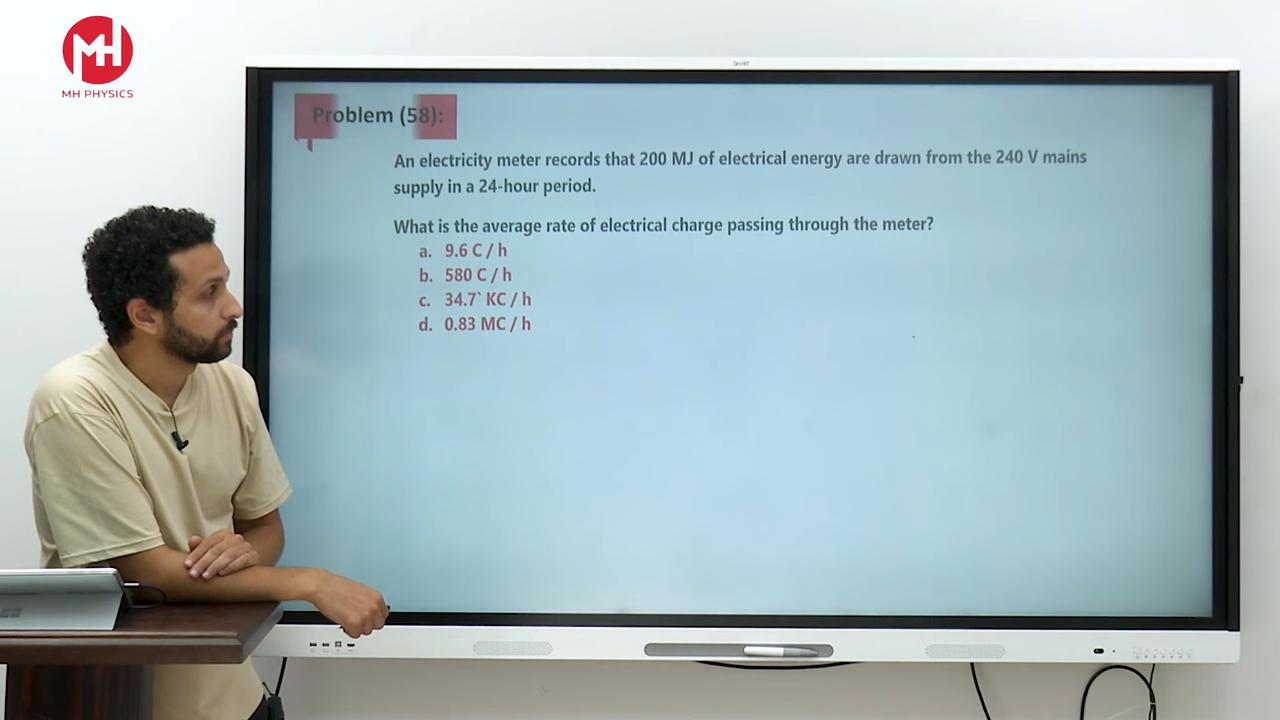 MH
MH PHYSICS
SMART
Problem (58):
An electricity meter records that 200 MJ of electrical energy are drawn from the 240 V mains
supply in a 24-hour period.
What is the average rate of electrical charge passing through the meter?
a. 9.6 C / h
b. 580 C / h
c. 34.7` KC / h
d. 0.83 MC / h